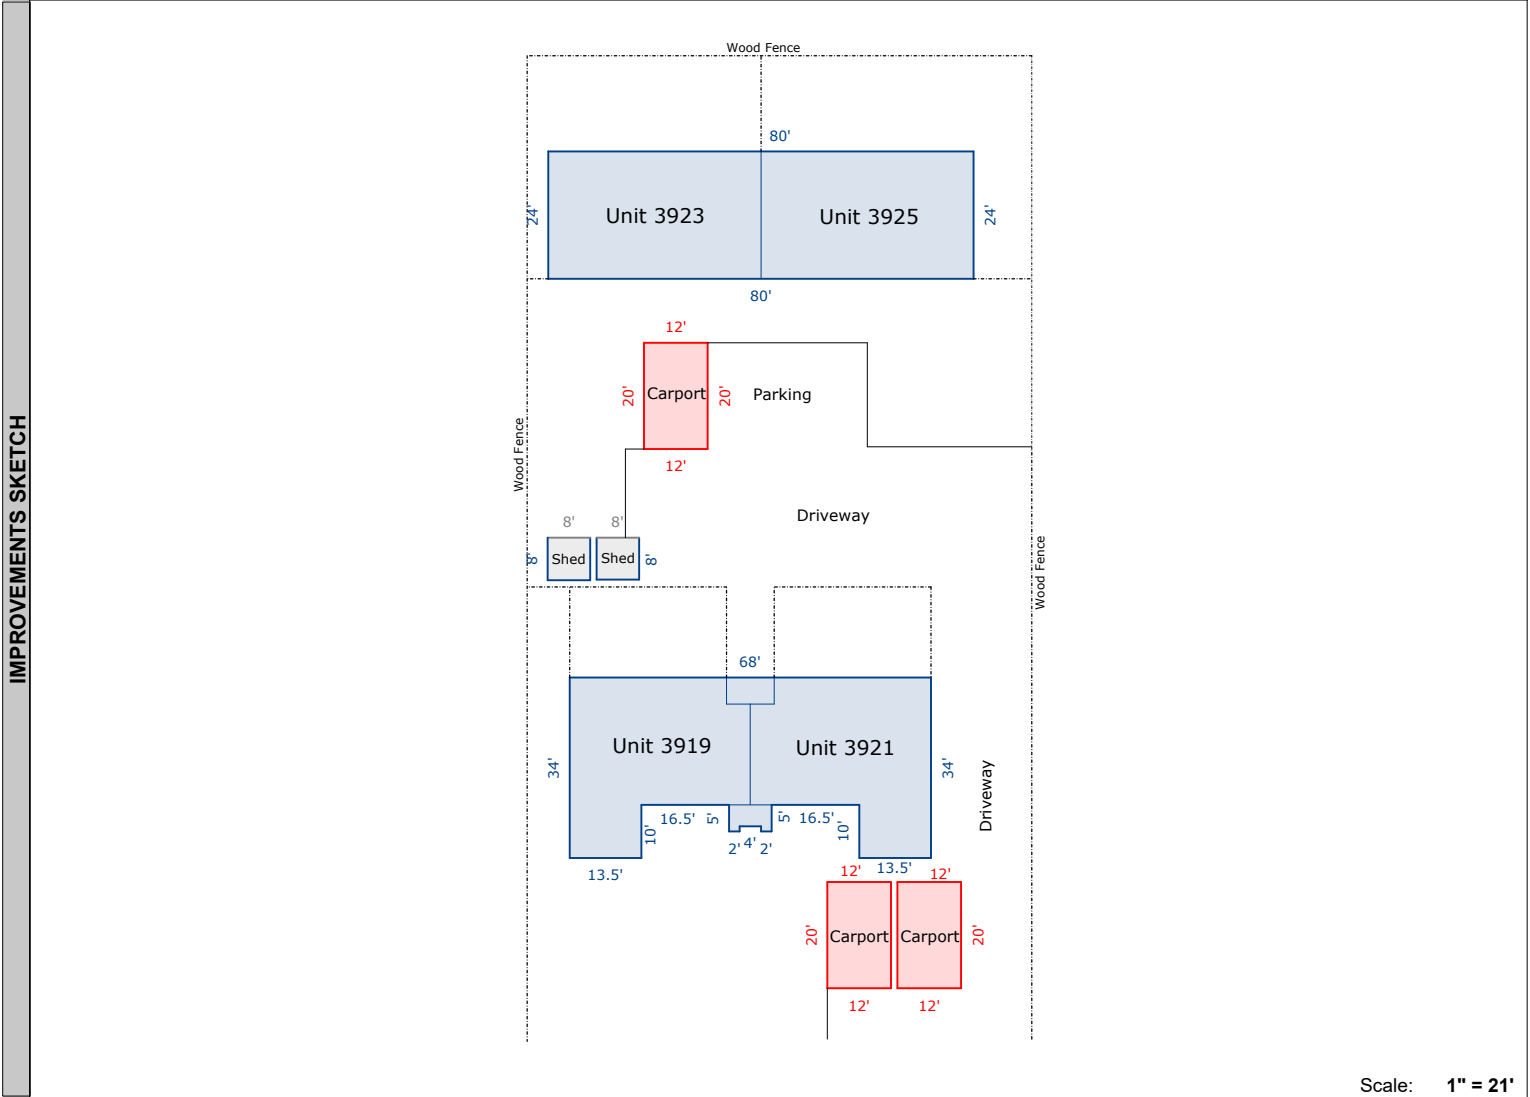 IMPROVEMENTS SKETCH
Wood Fence
80'
24'
Unit 3923
Unit 3925
24'
80'
12'
20'
Carport
20'
Parking
12'
Wood Fence
Driveway
8'
8'
8'
Shed
Shed
8'
Wood Fence
68'
34'
Unit 3919
Unit 3921
34'
Driveway
10'
16.5'
5'
5'
16.5'
10'
2'
4'
2'
13.5'
13.5'
12'
12'
20'
Carport
Carport
20'
12'
12'
Scale: 1" = 21'